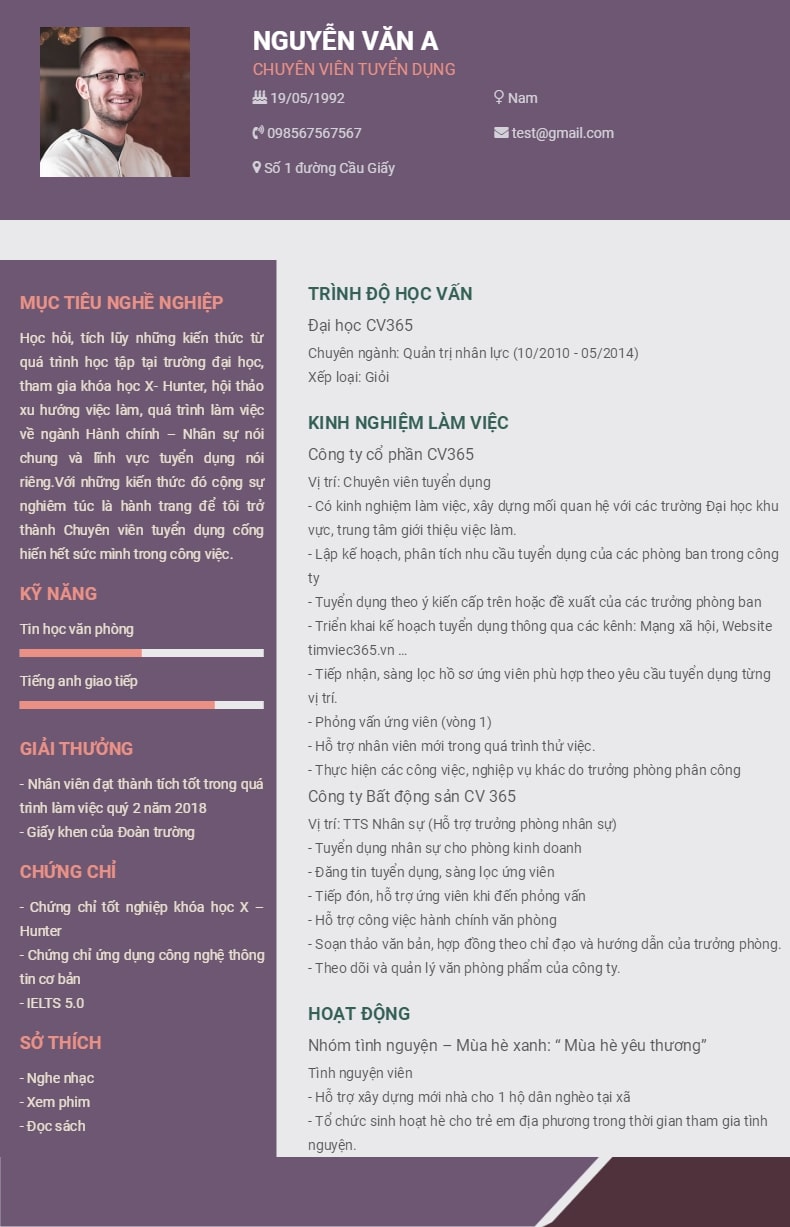 NGUYỄN VĂN A
CHUYÊN VIÊN TUYỂN DỤNG
19/05/1992
Nam
098567567567
test@gmail.com
Số 1 đường Cầu Giấy
MỤC TIÊU NGHỀ NGHIỆP
Học hỏi, tích lũy những kiến thức từ
quá trình học tập tại trường đại học,
tham gia khóa học X- Hunter, hội thảo
xu hướng việc làm, quá trình làm việc
về ngành Hành chính – Nhân sự nói
chung và lĩnh vực tuyển dụng nói
riêng.Với những kiến thức đó cộng sự
nghiêm túc là hành trang để tôi trở
thành Chuyên viên tuyển dụng cống
hiến hết sức mình trong công việc.
KỸ NĂNG
Tin học văn phòng
Tiếng anh giao tiếp
GIẢI THƯỞNG
- Nhân viên đạt thành tích tốt trong quá
trình làm việc quý 2 năm 2018
- Giấy khen của Đoàn trường
CHỨNG CHỈ
- Chứng chỉ tốt nghiệp khóa học X –
Hunter
- Chứng chỉ ứng dụng công nghệ thông
tin cơ bản
- IELTS 5.0
SỞ THÍCH
- Nghe nhạc
- Xem phim
- Đọc sách
TRÌNH ĐỘ HỌC VẤN
Đại học CV365
Chuyên ngành: Quản trị nhân lực (10/2010 - 05/2014)
Xếp loại: Giỏi
KINH NGHIỆM LÀM VIỆC
Công ty cổ phần CV365
Vị trí: Chuyên viên tuyển dụng
- Có kinh nghiệm làm việc, xây dựng mối quan hệ với các trường Đại học khu
vực, trung tâm giới thiệu việc làm.
- Lập kế hoạch, phân tích nhu cầu tuyển dụng của các phòng ban trong công
ty
- Tuyển dụng theo ý kiến cấp trên hoặc đề xuất của các trưởng phòng ban
- Triển khai kế hoạch tuyển dụng thông qua các kênh: Mạng xã hội, Website
timviec365.vn ...
- Tiếp nhận, sàng lọc hồ sơ ứng viên phù hợp theo yêu cầu tuyển dụng từng
vị trí.
- Phỏng vấn ứng viên (vòng 1)
- Hỗ trợ nhân viên mới trong quá trình thử việc.
- Thực hiện các công việc, nghiệp vụ khác do trưởng phòng phân công
Công ty Bất động sản CV 365
Vị trí: TTS Nhân sự (Hỗ trợ trưởng phòng nhân sự)
- Tuyển dụng nhân sự cho phòng kinh doanh
- Đăng tin tuyển dụng, sàng lọc ứng viên
- Tiếp đón, hỗ trợ ứng viên khi đến phỏng vấn
- Hỗ trợ công việc hành chính văn phòng
- Soạn thảo văn bản, hợp đồng theo chỉ đạo và hướng dẫn của trưởng phòng.
- Theo dõi và quản lý văn phòng phẩm của công ty.
HOẠT ĐỘNG
Nhóm tình nguyện – Mùa hè xanh: “ Mùa hè yêu thương”
Tình nguyện viên
- Hỗ trợ xây dựng mới nhà cho 1 hộ dân nghèo tại xã
- Tổ chức sinh hoạt hè cho trẻ em địa phương trong thời gian tham gia tình
nguyện.